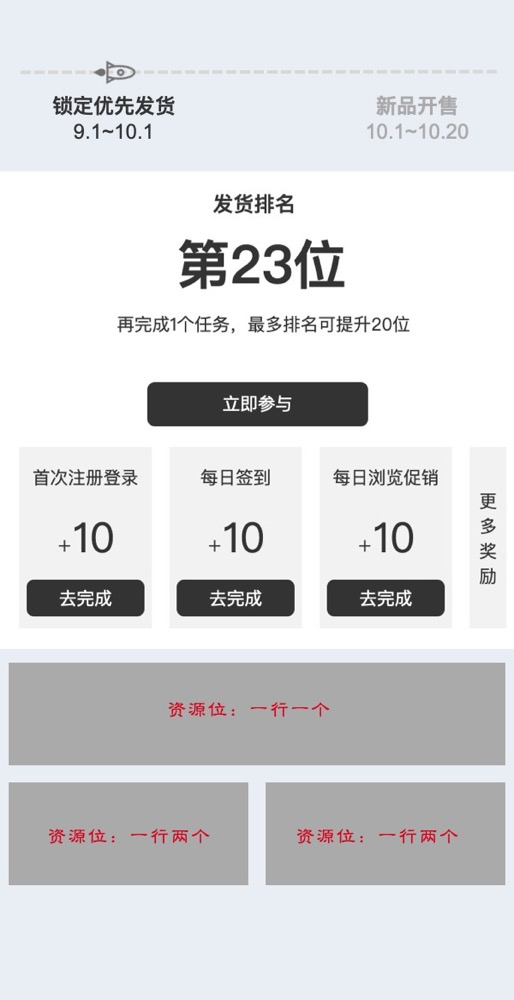 锁定优先发货
9.1~10.1
新品开售
10.1~10.20
发货排名
第23位
再完成1个任务，最多排名可提升20位
立即参与
首次注册登录
+10
去完成
每日签到
+10
去完成
每日浏览促销
+10
去完成
更多奖励
资源位：一行一个
资源位：一行两个
资源位：一行两个